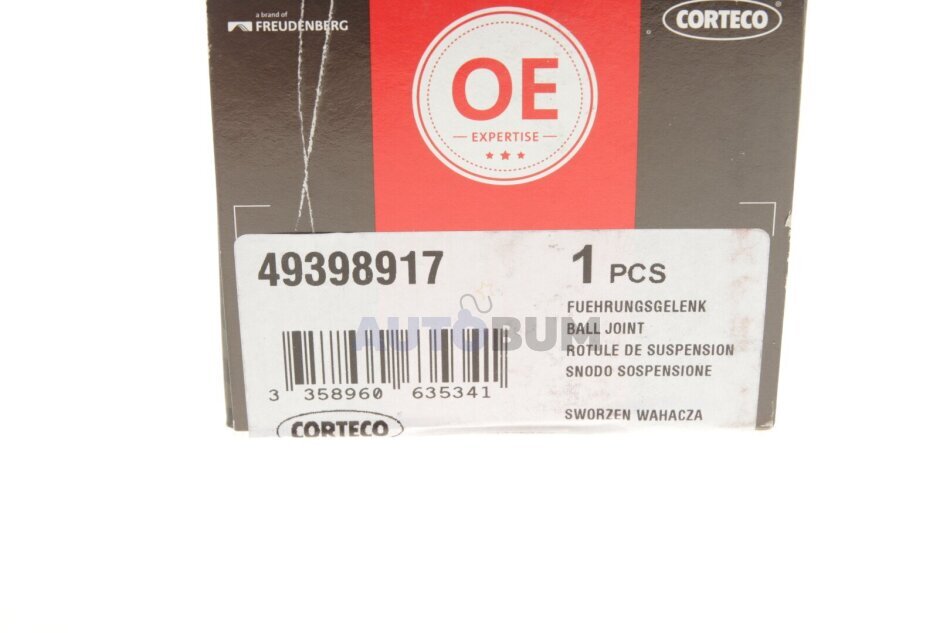 a brand of
FREUDENBERG
CORTECO
OE
EXPERTISE
49398917
1 PCS
FUEHRUNGSGELENK
BALL JOINT
ROTULE DE SUSPENSION
SNODO SOSPENSIONE
SWORZEN WAHACZA
AUTOBUM
3 358960 635341
CORTECO